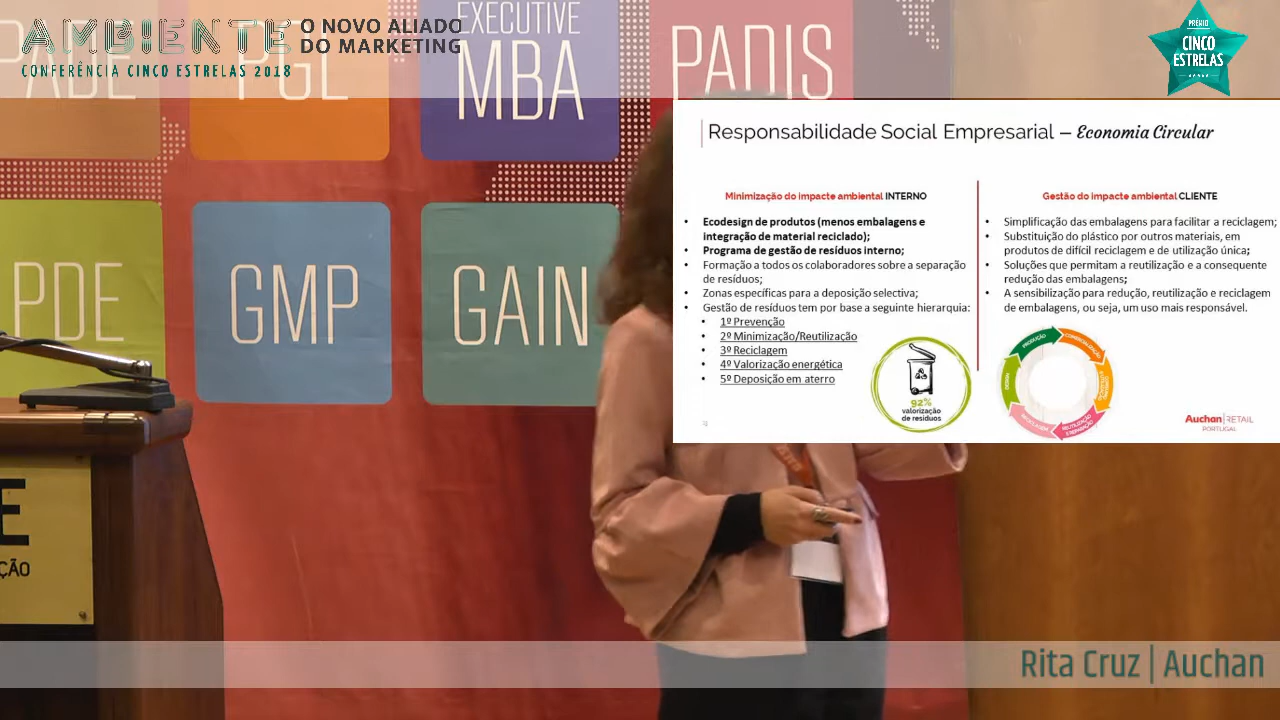 AMBIENTE
O NOVO ALIADO
DO MARKETING
CONFERÊNCIA CINCO ESTRELAS 2018
PRÉMIO
CINCO
ESTRELAS
PGL
EXECUTIVE
MBA
PADIS
PDE
GMP
GAIN
Responsabilidade Social Empresarial – Economia Circular
Minimização do impacte ambiental INTERNO
• Ecodesign de produtos (menos embalagens e
integração de material reciclado);
• Programa de gestão de resíduos interno;
• Formação a todos os colaboradores sobre a separação
de resíduos;
• Zonas específicas para a deposição selectiva;
• Gestão de resíduos tem por base a seguinte hierarquia:
• 1º Prevenção
• 2º Minimização/Reutilização
• 3º Reciclagem
• 4º Valorização energética
• 5º Deposição em aterro
92%
valorização
de resíduos
Gestão do impacte ambiental CLIENTE
• Simplificação das embalagens para facilitar a reciclagem;
• Substituição do plástico por outros materiais, em
produtos de difícil reciclagem e de utilização única;
• Soluções que permitam a reutilização e a consequente
redução das embalagens;
• A sensibilização para redução, reutilização e reciclagem
de embalagens, ou seja, um uso mais responsável.
PRODUÇÃO
COMERCIALIZAÇÃO
DESIGN
RECICLAGEM
Auchan | RETAIL
PORTUGAL
E
ÇÃO
Rita Cruz | Auchan